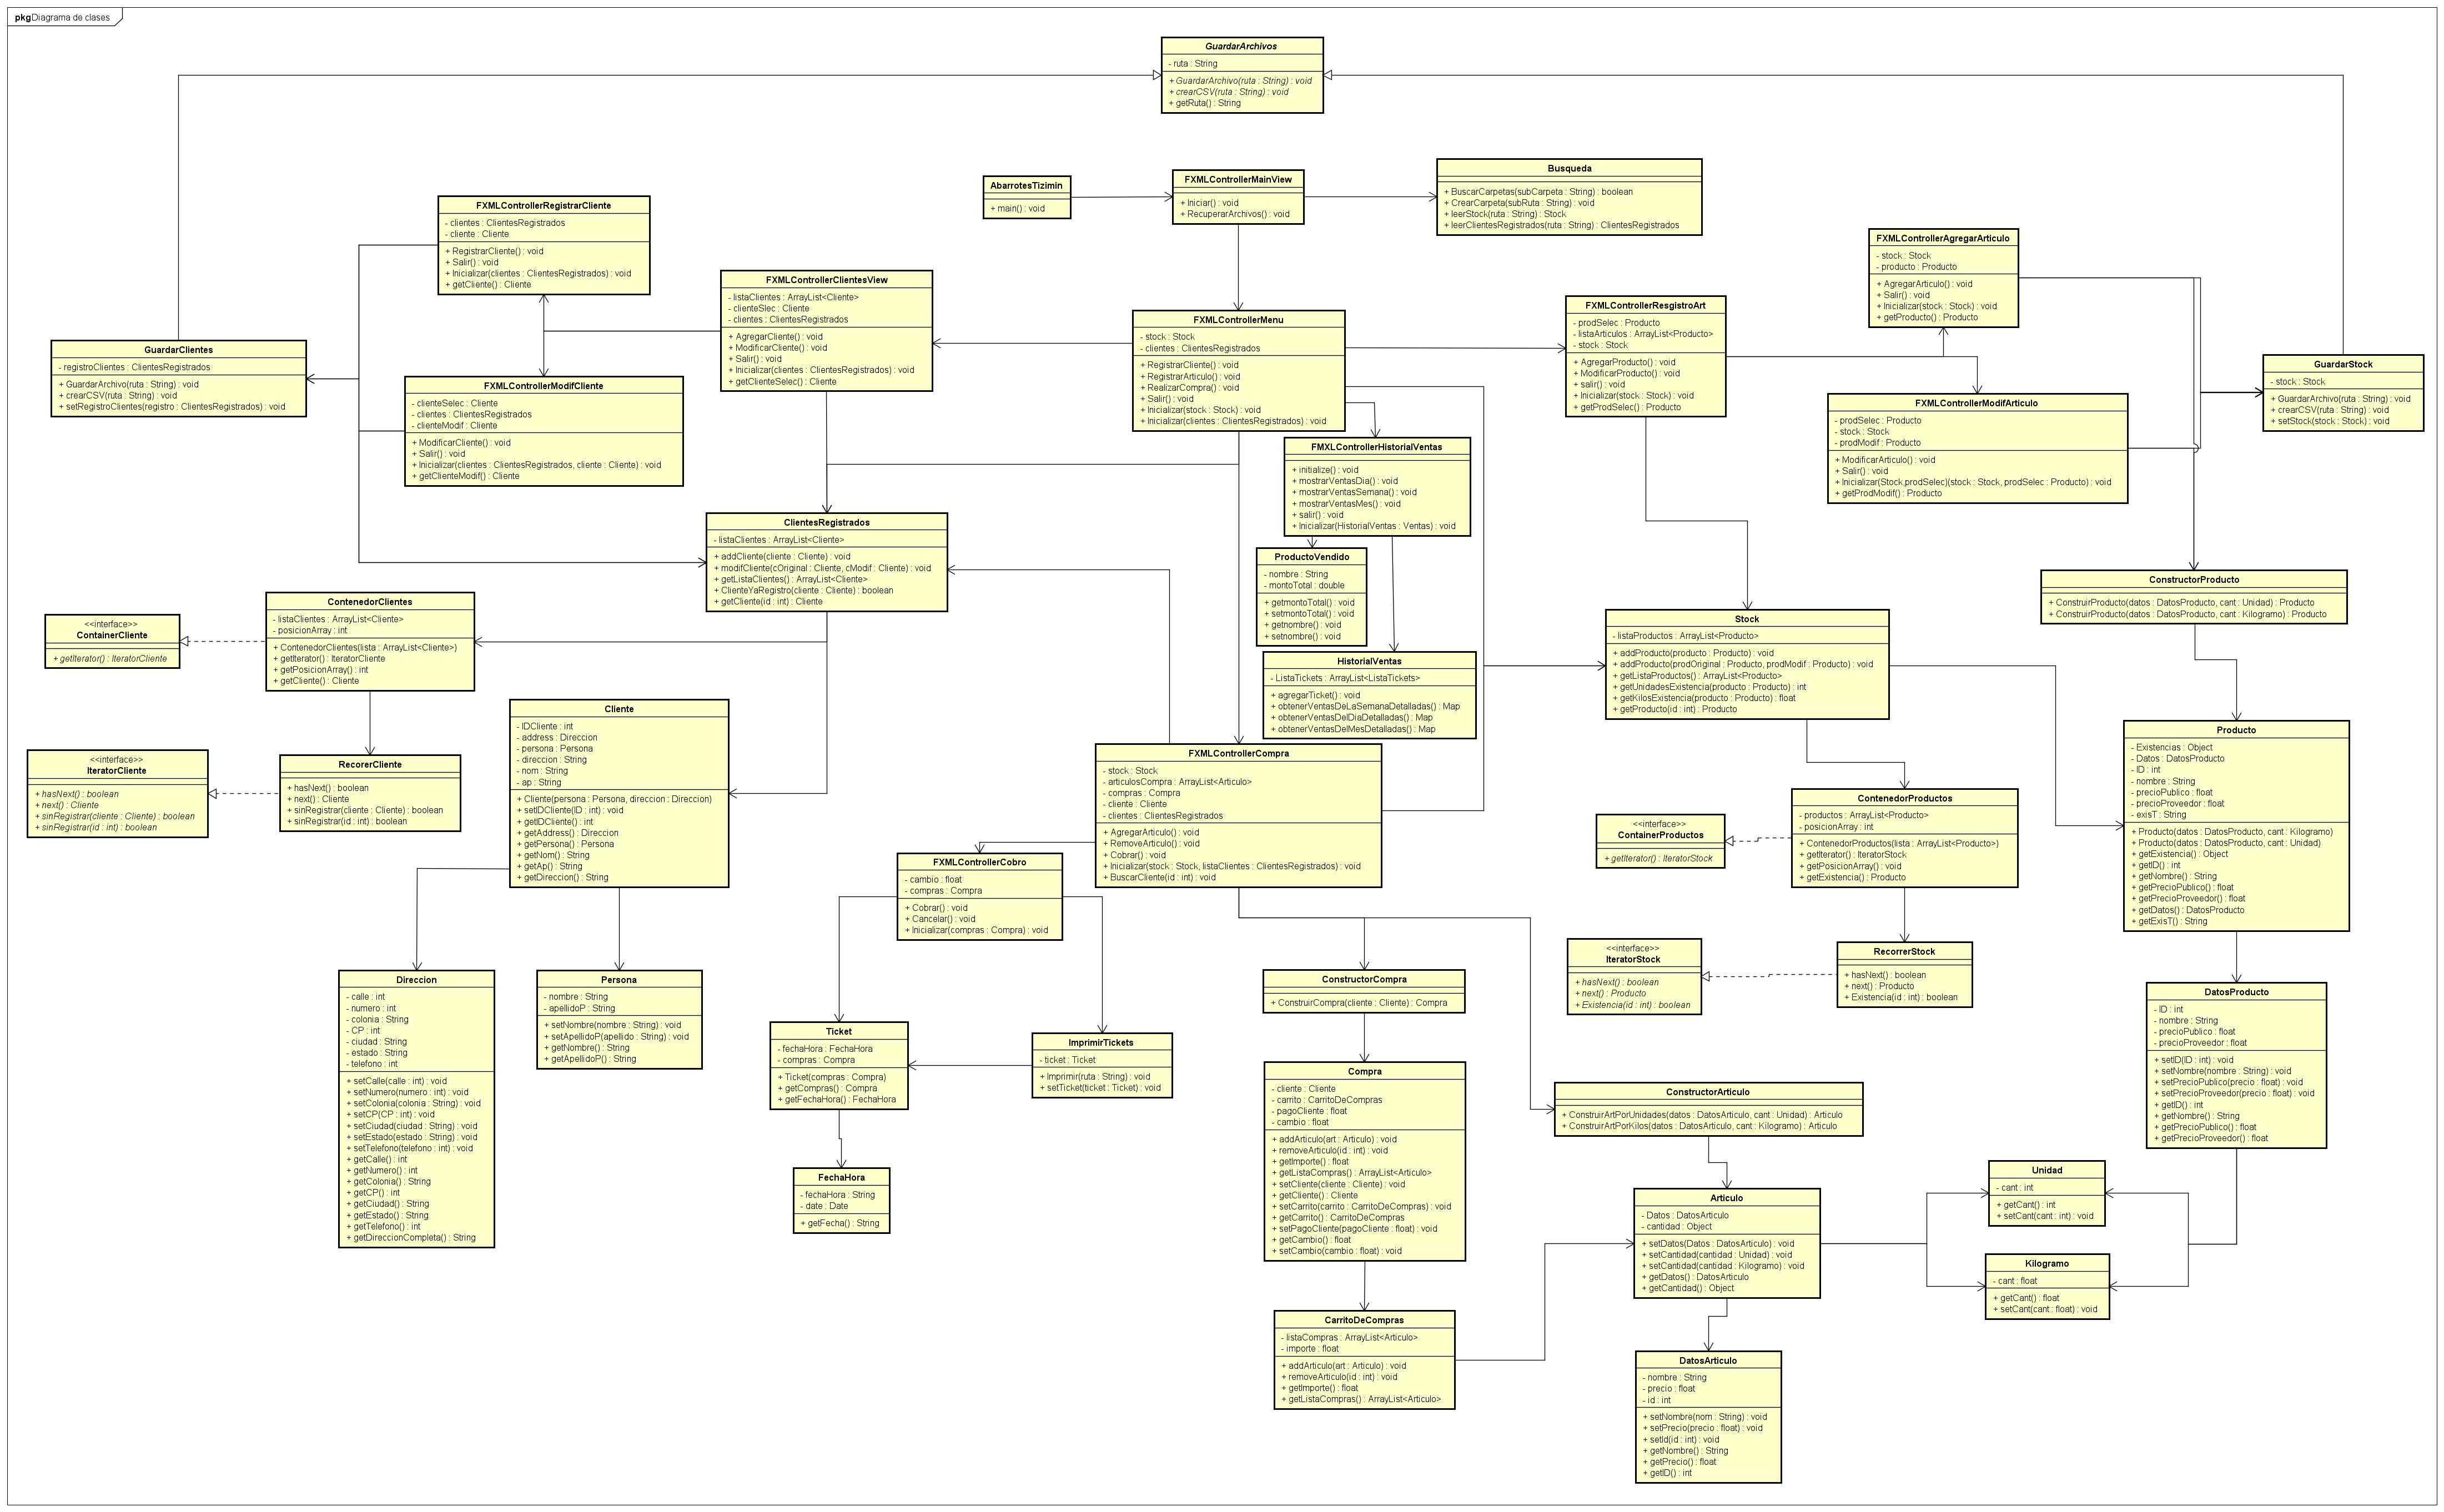 pkg Diagrama de clases
GuardarArchivos
- ruta : String
+ GuardarArchivo(ruta : String) : void
+ crearCSV(ruta : String) : void
+ getRuta() : String
AbarrotesTizimin
+ main() : void
FXMLControllerMainView
+ Iniciar() : void
+ RecuperarArchivos() : void
Busqueda
+ BuscarCarpetas(subCarpeta : String) : boolean
+ CrearCarpeta(subRuta : String) : void
+ leerStock(ruta : String) : Stock
+ leerClientesRegistrados(ruta : String) : ClientesRegistrados
FXMLControllerRegistrarCliente
- clientes : ClientesRegistrados
- cliente : Cliente
+ RegistrarCliente() : void
+ Salir() : void
+ Inicializar(clientes : ClientesRegistrados) : void
+ getCliente() : Cliente
FXMLControllerAgregarArticulo
- stock : Stock
- producto : Producto
+ AgregarArticulo() : void
+ Salir() : void
+ Inicializar(stock : Stock) : void
+ getProducto() : Producto
FXMLControllerClientesView
- listaClientes : ArrayList<Cliente>
- clienteSlec : Cliente
- clientes : ClientesRegistrados
+ AgregarCliente() : void
+ ModificarCliente() : void
+ Salir() : void
+ Inicializar(clientes : ClientesRegistrados) : void
+ getClienteSelec() : Cliente
FXMLControllerMenu
- stock : Stock
- clientes : ClientesRegistrados
+ RegistrarCliente() : void
+ RegistrarArticulo() : void
+ RealizarCompra() : void
+ Salir() : void
+ Inicializar(stock : Stock) : void
+ Inicializar(clientes : ClientesRegistrados) : void
FXMLControllerResgistroArt
- prodSelec : Producto
- listaArticulos : ArrayList<Producto>
- stock : Stock
+ AgregarProducto() : void
+ ModificarProducto() : void
+ salir() : void
+ Inicializar(stock : Stock) : void
+ getProdSelec() : Producto
GuardarClientes
- registroClientes : ClientesRegistrados
+ GuardarArchivo(ruta : String) : void
+ crearCSV(ruta : String) : void
+ setRegistroClientes(registro : ClientesRegistrados) : void
GuardarStock
- stock : Stock
+ GuardarArchivo(ruta : String) : void
+ crearCSV(ruta : String) : void
+ setStock(stock : Stock) : void
FXMLControllerModifCliente
- clienteSelec : Cliente
- clientes : ClientesRegistrados
- clienteModif : Cliente
+ ModificarCliente() : void
+ Salir() : void
+ Inicializar(clientes : ClientesRegistrados, cliente : Cliente) : void
+ getClienteModif() : Cliente
FXMLControllerModifArticulo
- prodSelec : Producto
- stock : Stock
- prodModif : Producto
+ ModificarArticulo() : void
+ Salir() : void
+ Inicializar(Stock,prodSelec)(stock : Stock, prodSelec : Producto) : void
+ getProdModif() : Producto
FMXLControllerHistorialVentas
+ initialize() : void
+ mostrarVentasDia() : void
+ mostrarVentasSemana() : void
+ mostrarVentasMes() : void
+ salir() : void
+ Inicializar(HistorialVentas : Ventas) : void
ClientesRegistrados
- listaClientes : ArrayList<Cliente>
+ addCliente(cliente : Cliente) : void
+ modifCliente(cOriginal : Cliente, cModif : Cliente) : void
+ getListaClientes() : ArrayList<Cliente>
+ ClienteYaRegistro(cliente : Cliente) : boolean
+ getCliente(id : int) : Cliente
ProductoVendido
- nombre : String
- montoTotal : double
+ getmontoTotal() : void
+ setmontoTotal() : void
+ getnombre() : void
+ setnombre() : void
ConstructorProducto
+ ConstruirProducto(datos : DatosProducto, cant : Unidad) : Producto
+ ConstruirProducto(datos : DatosProducto, cant : Kilogramo) : Producto
ContenedorClientes
- listaClientes : ArrayList<Cliente>
- posicionArray : int
+ ContenedorClientes(lista : ArrayList<Cliente>)
+ getIterator() : IteratorCliente
+ getPosicionArray() : int
+ getCliente() : Cliente
<<interface>>
ContainerCliente
+ getIterator() : IteratorCliente
Stock
- listaProductos : ArrayList<Producto>
+ addProducto(producto : Producto) : void
+ addProducto(prodOriginal : Producto, prodModif : Producto) : void
+ getListaProductos() : ArrayList<Producto>
+ getUnidadesExistencia(producto : Producto) : int
+ getKilosExistencia(producto : Producto) : float
+ getProducto(id : int) : Producto
HistorialVentas
- ListaTickets : ArrayList<ListaTickets>
+ agregarTicket() : void
+ obtenerVentasDeLaSemanaDetalladas() : Map
+ obtenerVentasDelDiaDetalladas() : Map
+ obtenerVentasDelMesDetalladas() : Map
Cliente
- IDCliente : int
- address : Direccion
- persona : Persona
- direccion : String
- nom : String
- ap : String
+ Cliente(persona : Persona, direccion : Direccion)
+ setIDCliente(ID : int) : void
+ getIDCliente() : int
+ getAddress() : Direccion
+ getPersona() : Persona
+ getNom() : String
+ getAp() : String
+ getDireccion() : String
Producto
- Existencias : Object
- Datos : DatosProducto
- ID : int
- nombre : String
- precioPublico : float
- precioProveedor : float
- exisT : String
+ Producto(datos : DatosProducto, cant : Kilogramo)
+ Producto(datos : DatosProducto, cant : Unidad)
+ getExistencia() : Object
+ getID() : int
+ getNombre() : String
+ getPrecioPublico() : float
+ getPrecioProveedor() : float
+ getDatos() : DatosProducto
+ getExisT() : String
<<interface>>
IteratorCliente
+ hasNext() : boolean
+ next() : Cliente
+ sinRegistrar(cliente : Cliente) : boolean
+ sinRegistrar(id : int) : boolean
RecorerCliente
+ hasNext() : boolean
+ next() : Cliente
+ sinRegistrar(cliente : Cliente) : boolean
+ sinRegistrar(id : int) : boolean
FXMLControllerCompra
- stock : Stock
- articulosCompra : ArrayList<Articulo>
- compras : Compra
- cliente : Cliente
- clientes : ClientesRegistrados
+ AgregarArticulo() : void
+ RemoveArticulo() : void
+ Cobrar() : void
+ Inicializar(stock : Stock, listaClientes : ClientesRegistrados) : void
+ BuscarCliente(id : int) : void
ContenedorProductos
- productos : ArrayList<Producto>
- posicionArray : int
+ ContenedorProductos(lista : ArrayList<Producto>)
+ getIterator() : IteratorStock
+ getPosicionArray() : void
+ getExistencia() : Producto
<<interface>>
ContainerProductos
+ getIterator() : IteratorStock
FXMLControllerCobro
- cambio : float
- compras : Compra
+ Cobrar() : void
+ Cancelar() : void
+ Inicializar(compras : Compra) : void
<<interface>>
IteratorStock
+ hasNext() : boolean
+ next() : Producto
+ Existencia(id : int) : boolean
RecorrerStock
+ hasNext() : boolean
+ next() : Producto
+ Existencia(id : int) : boolean
Direccion
- calle : int
- numero : int
- colonia : String
- CP : int
- ciudad : String
- estado : String
- telefono : int
+ setCalle(calle : int) : void
+ setNumero(numero : int) : void
+ setColonia(colonia : String) : void
+ setCP(CP : int) : void
+ setCiudad(ciudad : String) : void
+ setEstado(estado : String) : void
+ setTelefono(telefono : int) : void
+ getCalle() : int
+ getNumero() : int
+ getColonia() : String
+ getCP() : int
+ getCiudad() : String
+ getEstado() : String
+ getTelefono() : int
+ getDireccionCompleta() : String
Persona
- nombre : String
- apellidoP : String
+ setNombre(nombre : String) : void
+ setApellidoP(apellido : String) : void
+ getNombre() : String
+ getApellidoP() : String
ConstructorCompra
+ ConstruirCompra(cliente : Cliente) : Compra
DatosProducto
- ID : int
- nombre : String
- precioPublico : float
- precioProveedor : float
+ setID(ID : int) : void
+ setNombre(nombre : String) : void
+ setPrecioPublico(precio : float) : void
+ setPrecioProveedor(precio : float) : void
+ getID() : int
+ getNombre() : String
+ getPrecioPublico() : float
+ getPrecioProveedor() : float
Ticket
- fechaHora : FechaHora
- compras : Compra
+ Ticket(compras : Compra)
+ getCompras() : Compra
+ getFechaHora() : FechaHora
ImprimirTickets
- ticket : Ticket
+ Imprimir(ruta : String) : void
+ setTicket(ticket : Ticket) : void
Compra
- cliente : Cliente
- carrito : CarritoDeCompras
- pagoCliente : float
- cambio : float
+ addArticulo(art : Articulo) : void
+ removeArticulo(id : int) : void
+ getImporte() : float
+ getListaCompras() : ArrayList<Articulo>
+ setCliente(cliente : Cliente) : void
+ getCliente() : Cliente
+ setCarrito(carrito : CarritoDeCompras) : void
+ getCarrito() : CarritoDeCompras
+ setPagoCliente(pagoCliente : float) : void
+ getCambio() : float
+ setCambio(cambio : float) : void
ConstructorArticulo
+ ConstruirArtPorUnidades(datos : DatosArticulo, cant : Unidad) : Articulo
+ ConstruirArtPorKilos(datos : DatosArticulo, cant : Kilogramo) : Articulo
FechaHora
- fechaHora : String
- date : Date
+ getFecha() : String
Unidad
- cant : int
+ getCant() : int
+ setCant(cant : int) : void
Articulo
- Datos : DatosArticulo
- cantidad : Object
+ setDatos(Datos : DatosArticulo) : void
+ setCantidad(cantidad : Unidad) : void
+ setCantidad(cantidad : Kilogramo) : void
+ getDatos() : DatosArticulo
+ getCantidad() : Object
Kilogramo
- cant : float
+ getCant() : float
+ setCant(cant : float) : void
CarritoDeCompras
- listaCompras : ArrayList<Articulo>
- importe : float
+ addArticulo(art : Articulo) : void
+ removeArticulo(id : int) : void
+ getImporte() : float
+ getListaCompras() : ArrayList<Articulo>
DatosArticulo
- nombre : String
- precio : float
- id : int
+ setNombre(nom : String) : void
+ setPrecio(precio : float) : void
+ setId(id : int) : void
+ getNombre() : String
+ getPrecio() : float
+ getID() : int